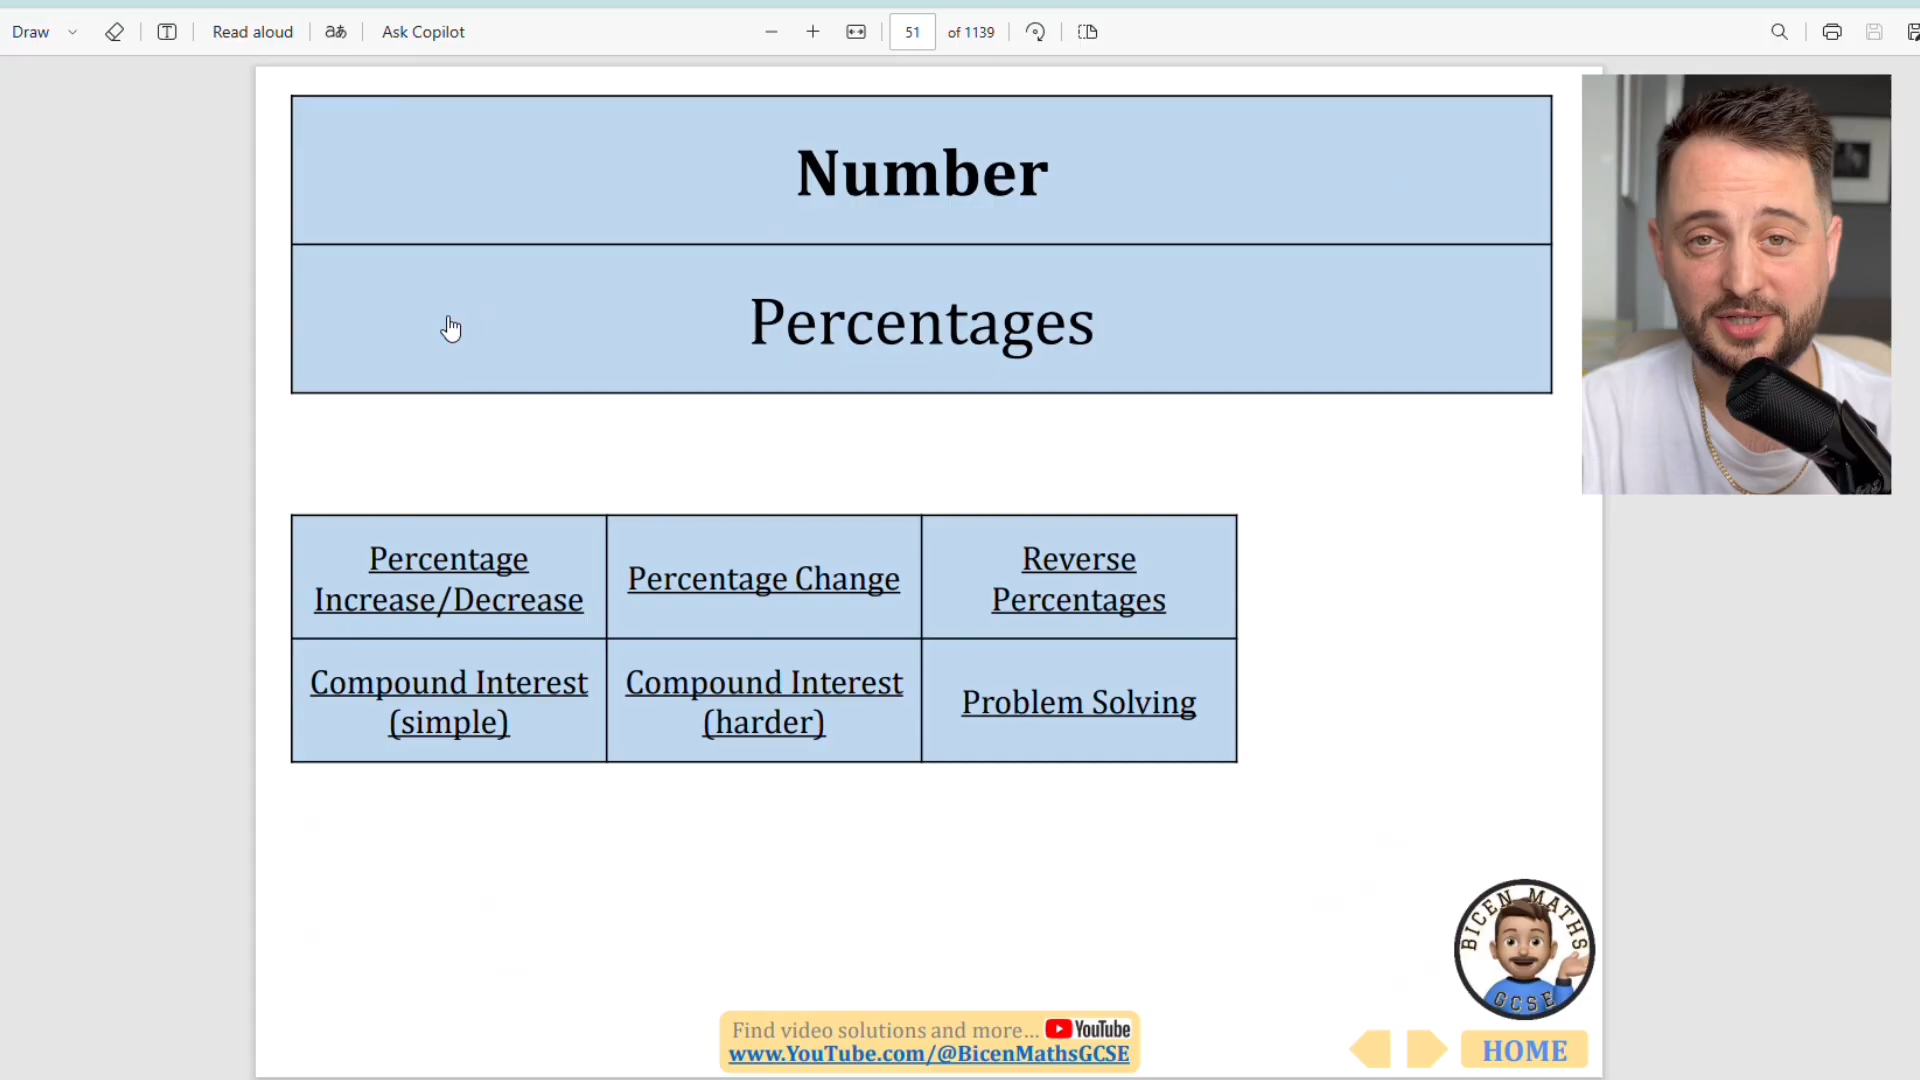 Draw
Read aloud
aあ
Ask Copilot
51 of 1139
Number
Percentages
Percentage
Increase/Decrease
Percentage Change
Reverse
Percentages
Compound Interest
(simple)
Compound Interest
(harder)
Problem Solving
BICEN MATHS
GCSE
Find video solutions and more... YouTube
www.YouTube.com/@BicenMathsGCSE
HOME